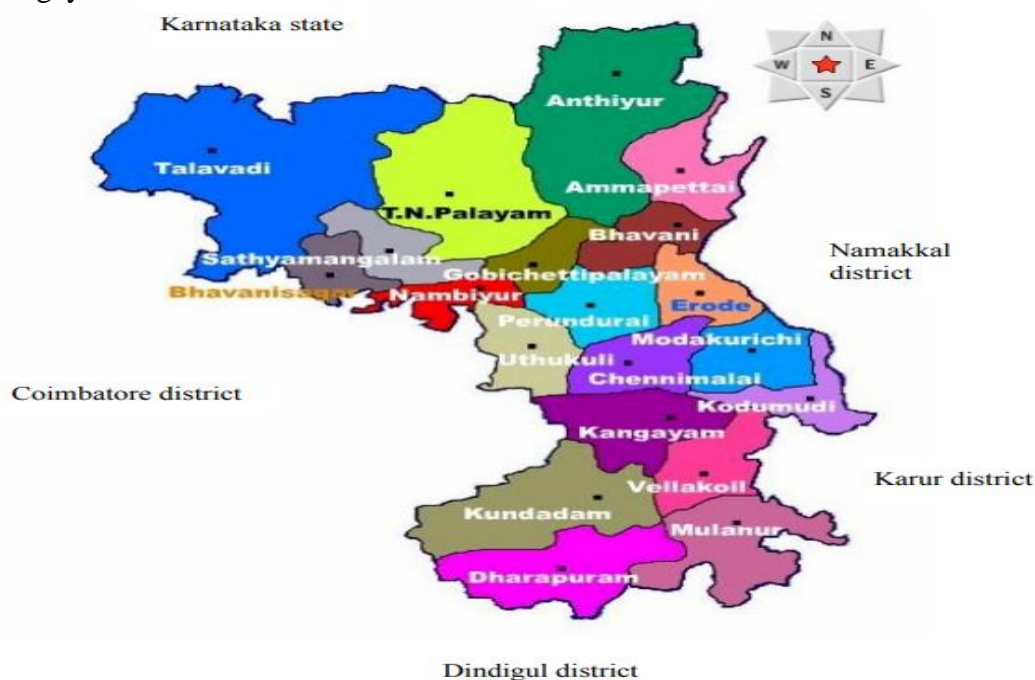 Karnataka state
N
W
E
S
Anthiyur
Talavadi
Ammapettai
T.N.Palayam
Bhavani
Namakkal
district
Sathyamangalam
Gobichettipalayam
Bhavanisagar
Nambiyur
Erode
Perundurai
Modakurichi
Uthukuli
Chennimalai
Coimbatore district
Kodumudi
Kangayam
Karur district
Vellakoil
Kundadam
Mulanur
Dharapuram
Dindigul district